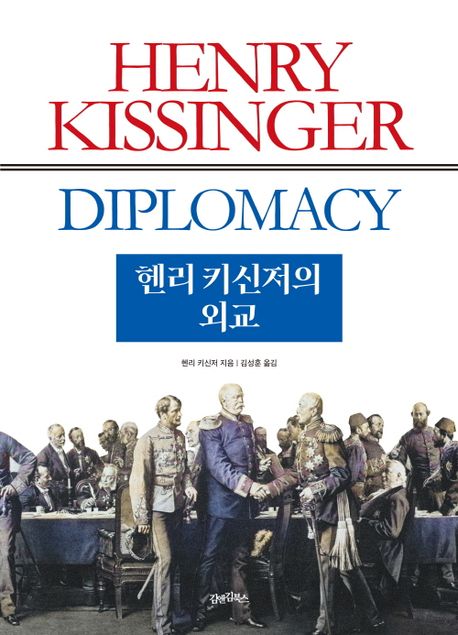 HENRY
KISSINGER
DIPLOMACY
헨리 키신저의
외교
헨리 키신저 지음 | 김성훈 옮김
김앤김북스